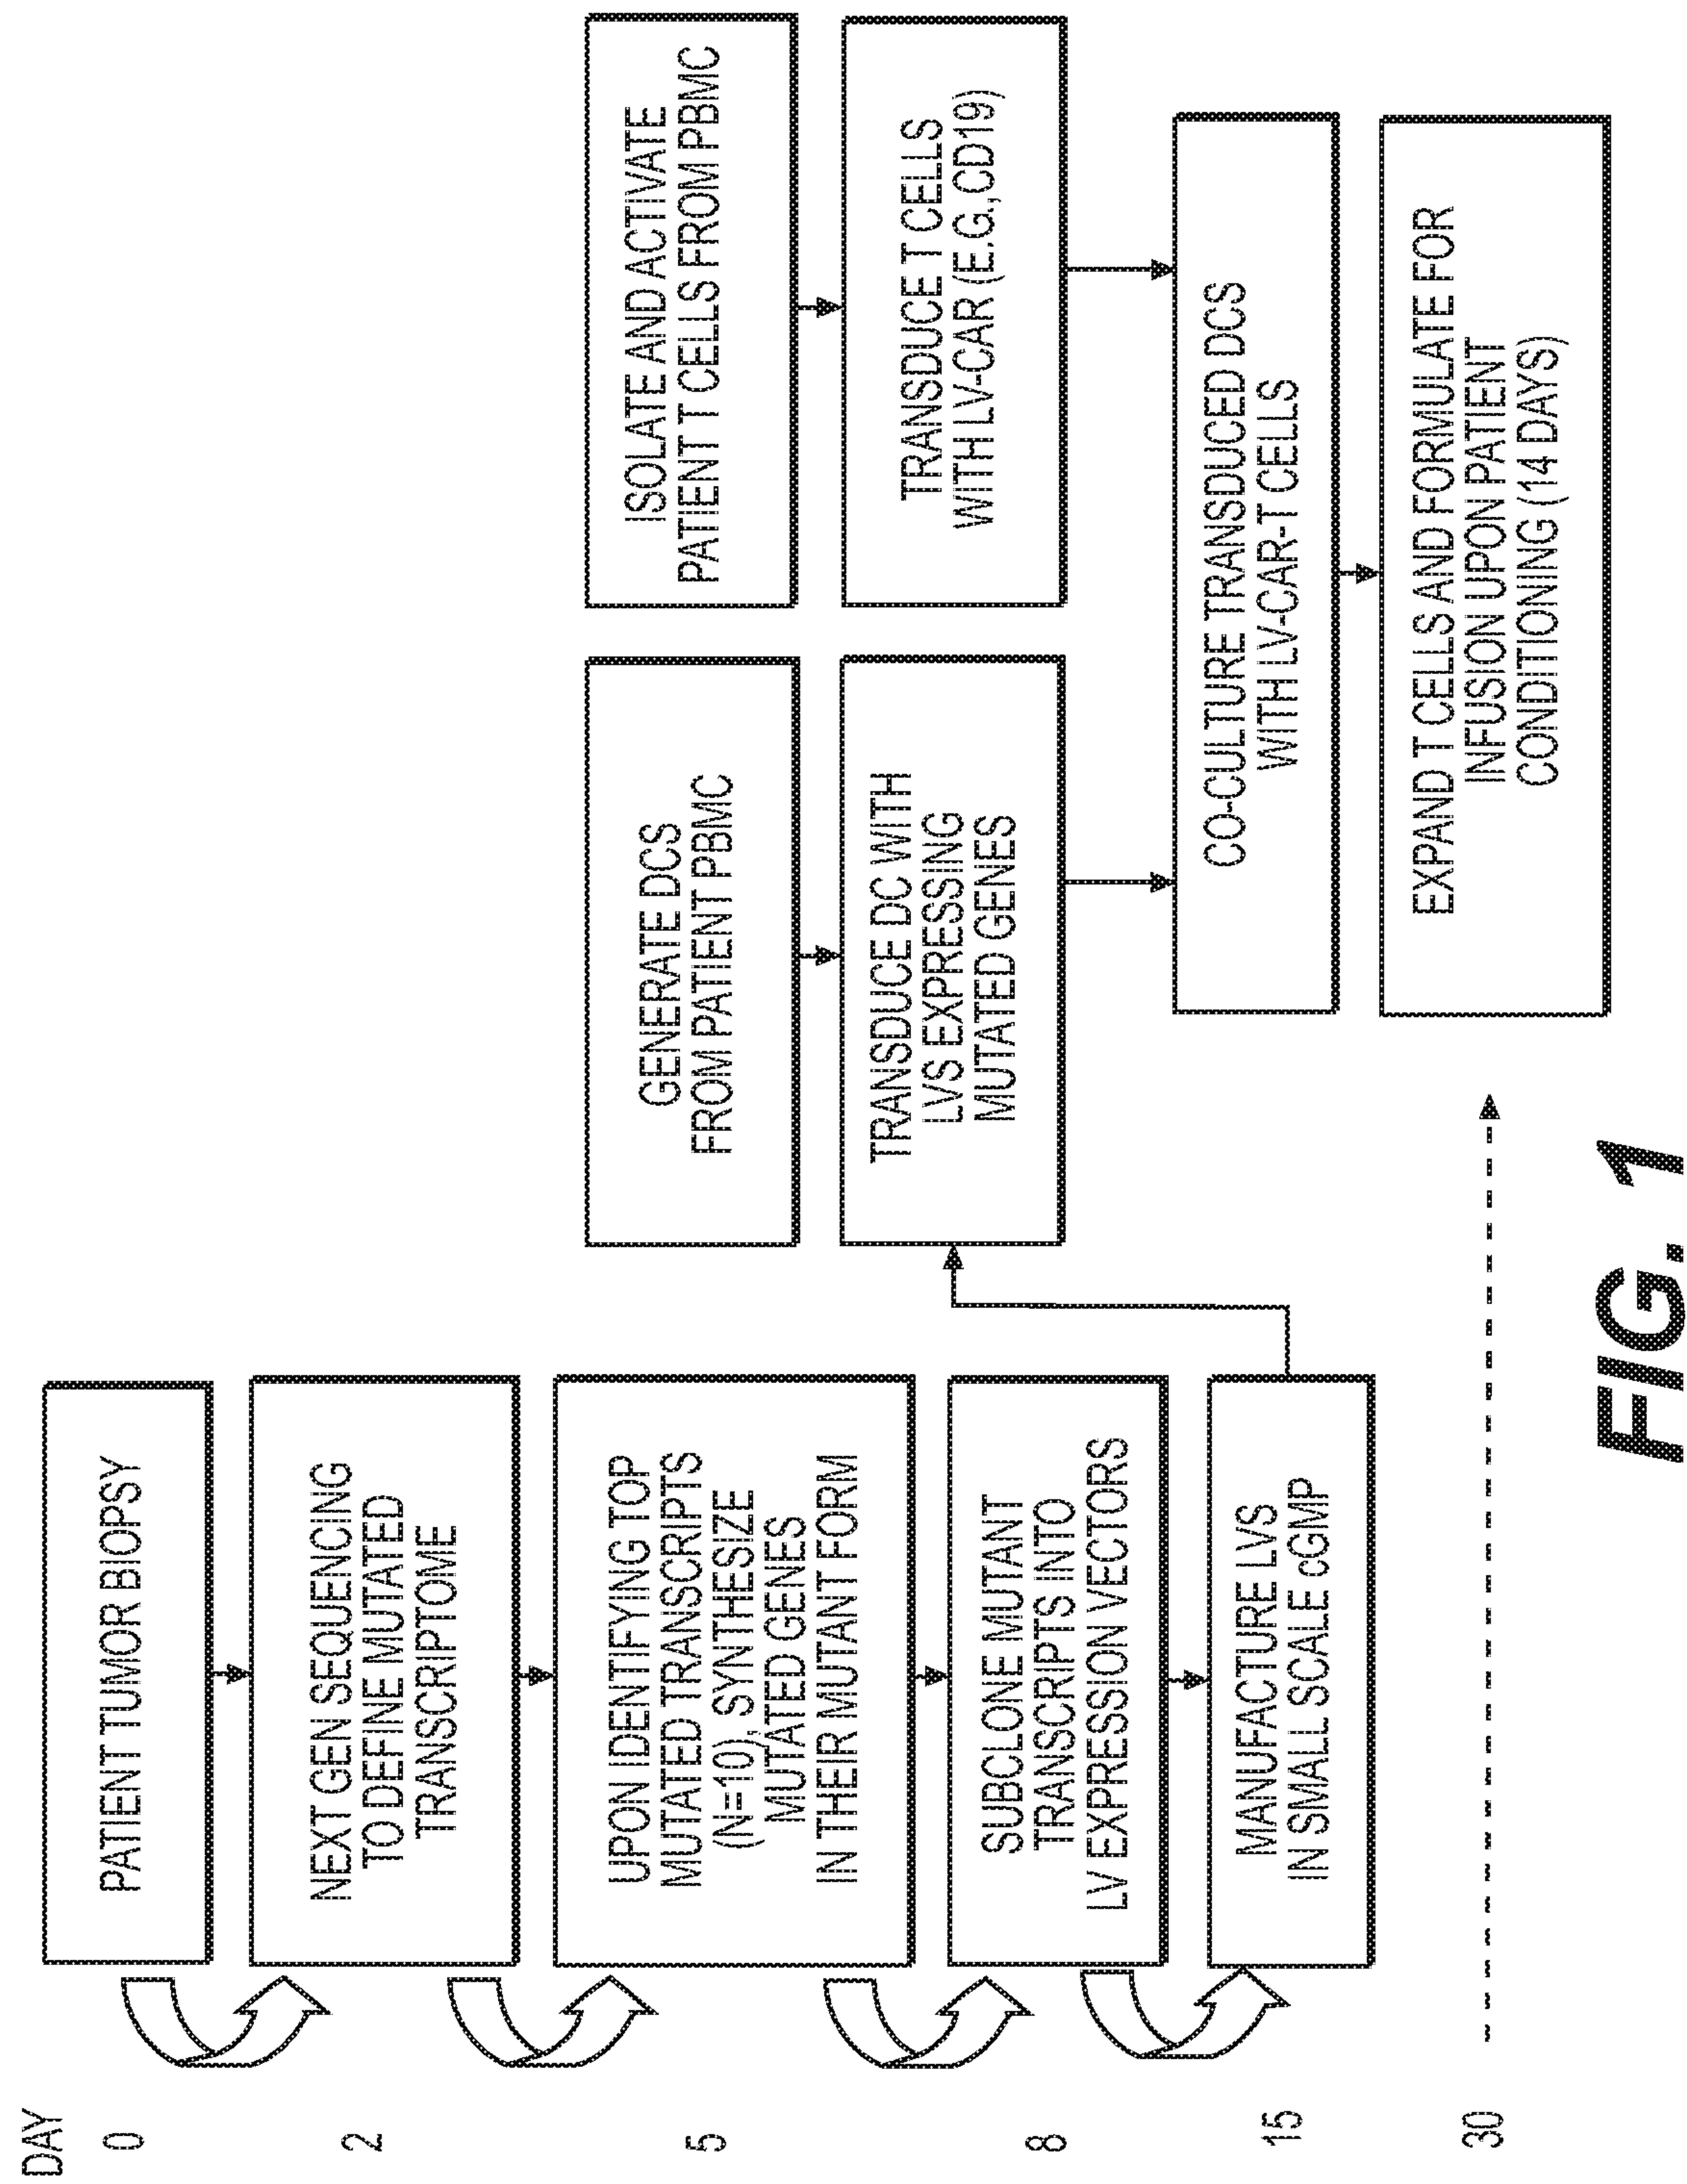 DAY
0
PATIENT TUMOR BIOPSY
2
NEXT GEN SEQUENCING
TO DEFINE MUTATED
TRANSCRIPTOME
5
UPON IDENTIFYING TOP
MUTATED TRANSCRIPTS
(N=10), SYNTHESIZE
MUTATED GENES
IN THEIR MUTANT FORM
8
SUBCLONE MUTANT
TRANSCRIPTS INTO
LV EXPRESSION VECTORS
15
MANUFACTURE LVS
IN SMALL SCALE cGMP
30
GENERATE DCS
FROM PATIENT PBMC
TRANSDUCE DC WITH
LVS EXPRESSING
MUTATED GENES
ISOLATE AND ACTIVATE
PATIENT T CELLS FROM PBMC
TRANSDUCE T CELLS
WITH LV-CAR (E.G.,CD19)
CO-CULTURE TRANSDUCED DCS
WITH LV-CAR-T CELLS
EXPAND T CELLS AND FORMULATE FOR
INFUSION UPON PATIENT
CONDITIONING (14 DAYS)
FIG. 1